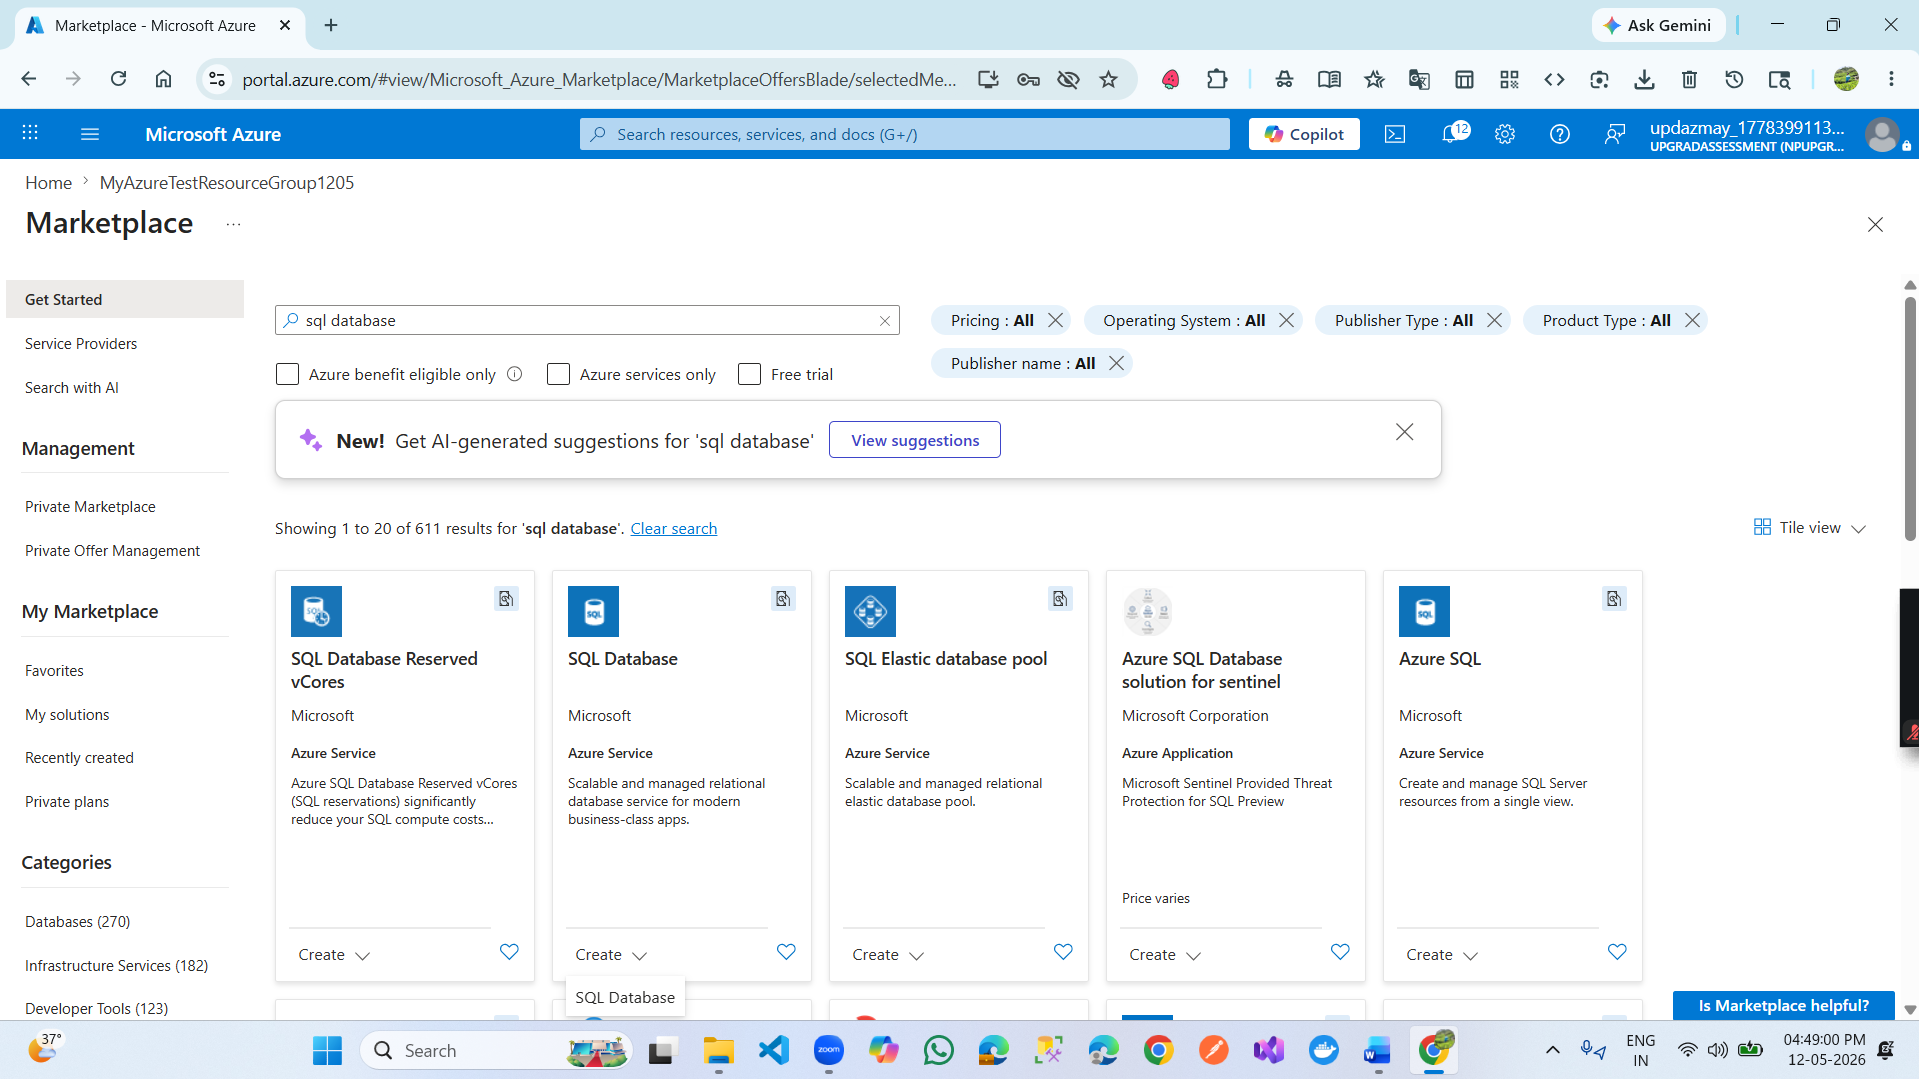 Marketplace - Microsoft Azure
Ask Gemini
portal.azure.com/#view/Microsoft_Azure_Marketplace/MarketplaceOffersBlade/selectedMe...
Microsoft Azure
Search resources, services, and docs (G+/)
Copilot
12
updazmay_1778399113...
UPGRADASSESSMENT (NPUPGR...
Home > MyAzureTestResourceGroup1205
Marketplace ...
Get Started
Service Providers
Search with AI
Management
Private Marketplace
Private Offer Management
My Marketplace
Favorites
My solutions
Recently created
Private plans
Categories
Databases (270)
Infrastructure Services (182)
Developer Tools (123)
sql database
Pricing : All
Operating System : All
Publisher Type : All
Product Type : All
Publisher name : All
Azure benefit eligible only
Azure services only
Free trial
New! Get AI-generated suggestions for 'sql database'
View suggestions
Showing 1 to 20 of 611 results for 'sql database'. Clear search
Tile view
SQL
SQL Database Reserved
vCores
Microsoft
Azure Service
Azure SQL Database Reserved vCores
(SQL reservations) significantly
reduce your SQL compute costs...
Create
SQL
SQL Database
Microsoft
Azure Service
Scalable and managed relational
database service for modern
business-class apps.
Create
SQL Database
SQL Elastic database pool
Microsoft
Azure Service
Scalable and managed relational
elastic database pool.
Create
Azure SQL Database
solution for sentinel
Microsoft Corporation
Azure Application
Microsoft Sentinel Provided Threat
Protection for SQL Preview
Price varies
Create
SQL
Azure SQL
Microsoft
Azure Service
Create and manage SQL Server
resources from a single view.
Create
Is Marketplace helpful?
37°
Search
zoom
ENG
IN
04:49:00 PM
12-05-2026